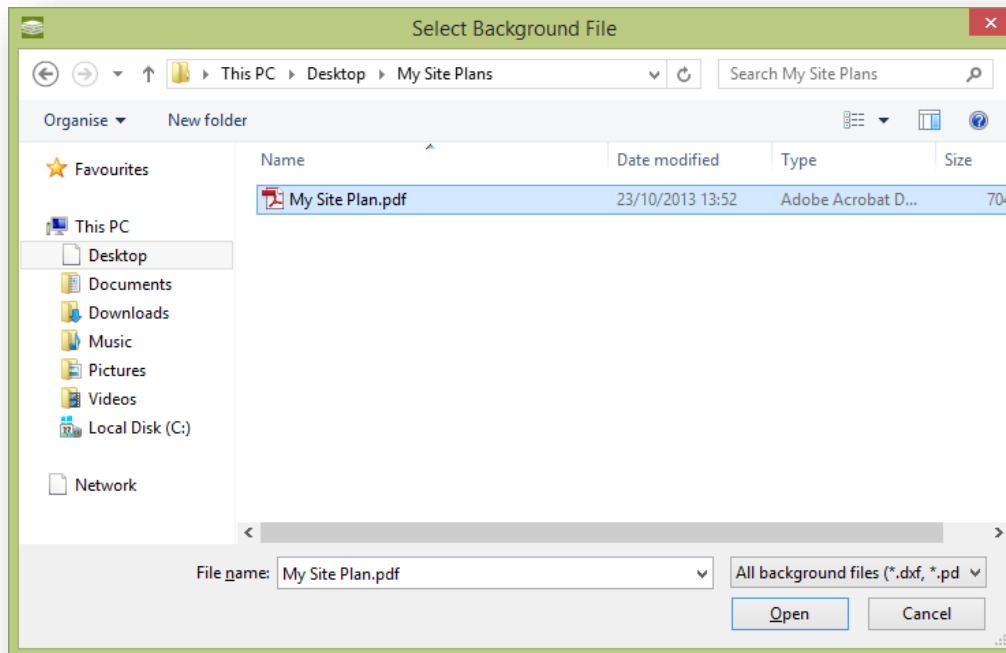 Select Background File
This PC Desktop My Site Plans
Search My Site Plans
Organise New folder
Name Date modified Type Size
My Site Plan.pdf 23/10/2013 13:52 Adobe Acrobat D... 704
Favourites
This PC
Desktop
Documents
Downloads
Music
Pictures
Videos
Local Disk (C:)
Network
File name: My Site Plan.pdf All background files (*.dxf, *.pd
Open Cancel